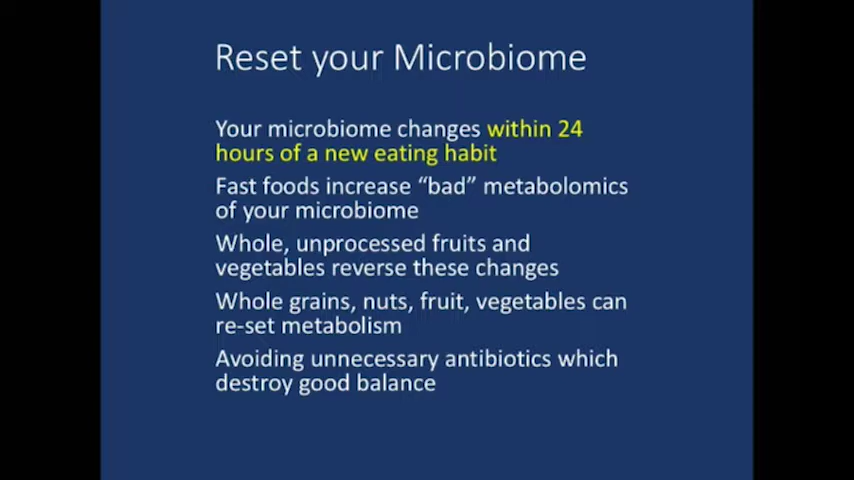 Reset your Microbiome
Your microbiome changes within 24
hours of a new eating habit
Fast foods increase “bad” metabolomics
of your microbiome
Whole, unprocessed fruits and
vegetables reverse these changes
Whole grains, nuts, fruit, vegetables can
re-set metabolism
Avoiding unnecessary antibiotics which
destroy good balance